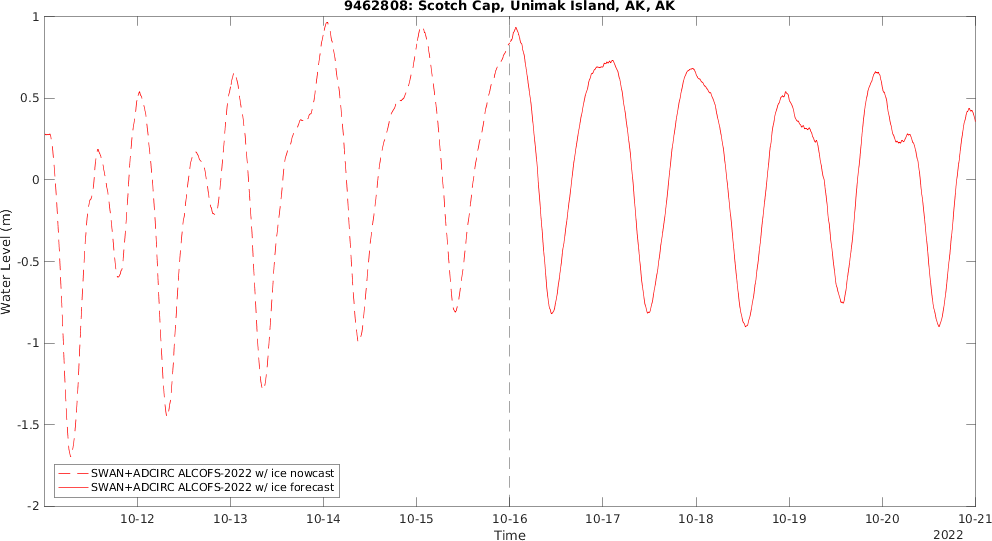 9462808: Scotch Cap, Unimak Island, AK, AK
1
0.5
0
-0.5
-1
-1.5
-2
Water Level (m)
SWAN+ADCIRC ALCOFS-2022 w/ ice nowcast
SWAN+ADCIRC ALCOFS-2022 w/ ice forecast
10-12 10-13 10-14 10-15 10-16 10-17 10-18 10-19 10-20 10-21
Time
2022